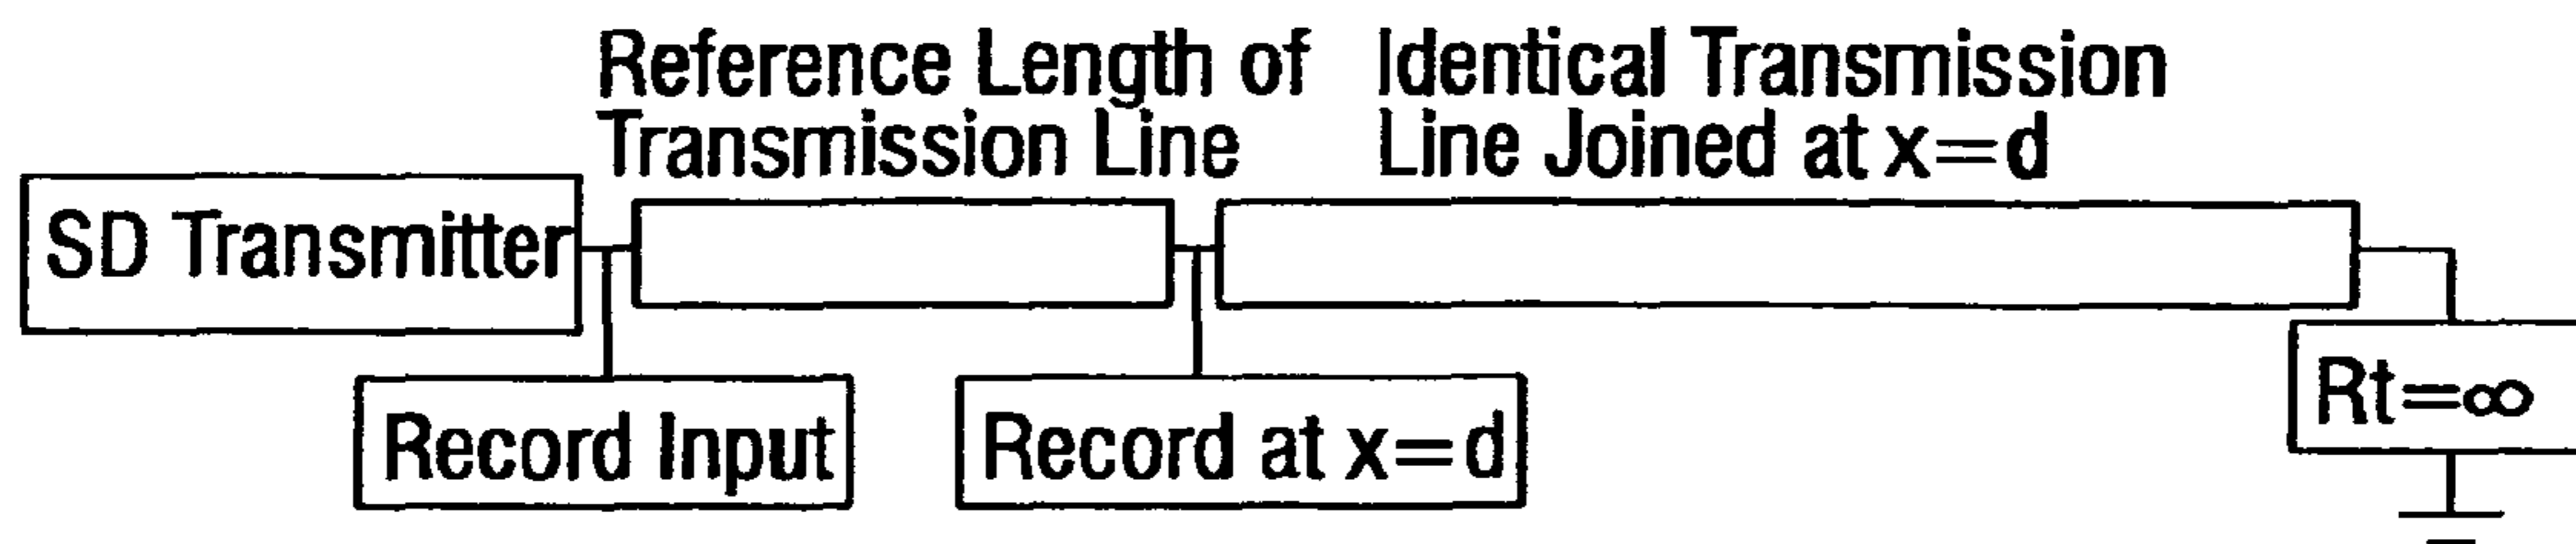 Reference Length of
Transmission Line
Identical Transmission
Line Joined at x=d
SD Transmitter
Record Input
Record at x=d
Rt=∞